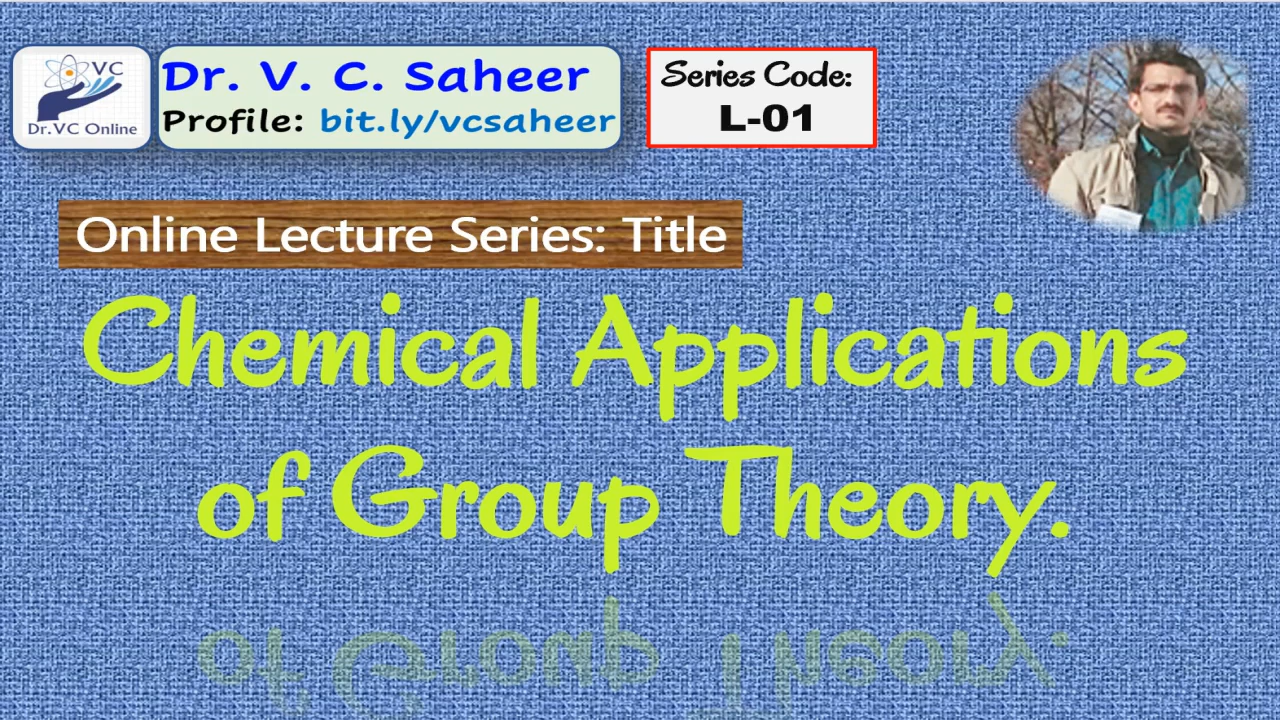 VC
Dr.VC Online
Dr. V. C. Saheer
Profile: bit.ly/vcsaheer
Series Code:
L-01
Online Lecture Series: Title
Chemical Applications
of Group Theory.